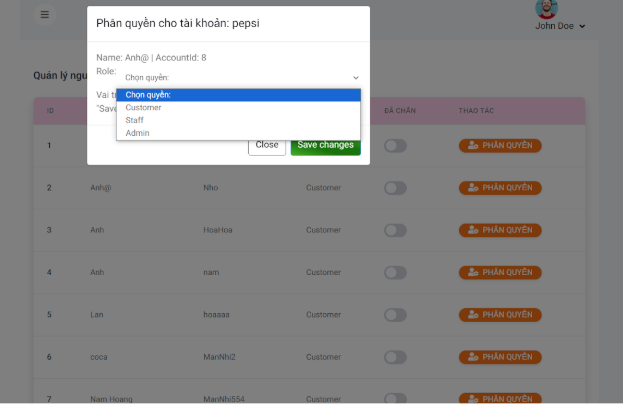 Phân quyền cho tài khoản: pepsi
John Doe
Name: Anh@ | AccountId: 8
Role:
Chọn quyền:
Quản lý
Vai
"Save
Chọn quyền:
Customer
Staff
Admin
Close
Save changes
ID
ĐÃ CHẶN
THAO TÁC
1
PHÂN QUYỀN
2 Anh@ Nho Customer PHÂN QUYỀN
3 Anh HoaHoa Customer PHÂN QUYỀN
4 Anh nam Customer PHÂN QUYỀN
5 Lan hoaaaa Customer PHÂN QUYỀN
6 coca ManNhi2 Customer PHÂN QUYỀN
7 Nam Hoang ManNhi554 Customer PHÂN QUYỀN